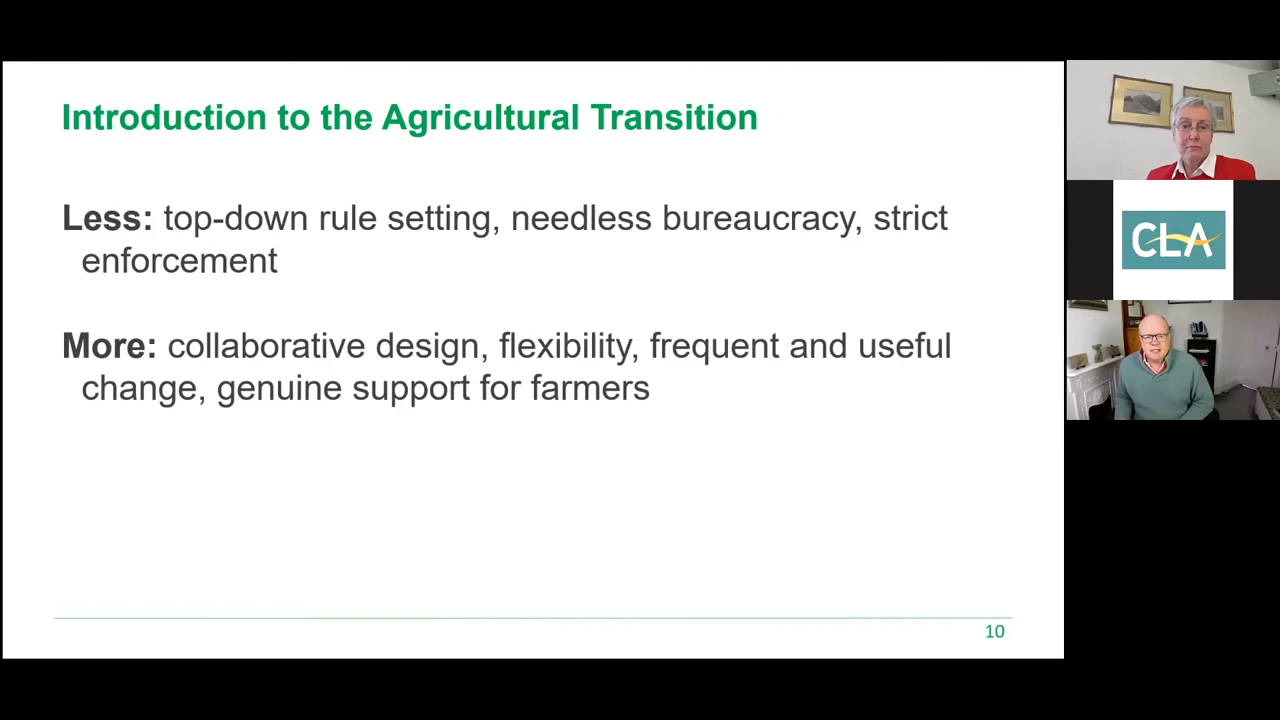 Introduction to the Agricultural Transition
Less: top-down rule setting, needless bureaucracy, strict
enforcement
More: collaborative design, flexibility, frequent and useful
change, genuine support for farmers
10
CLA